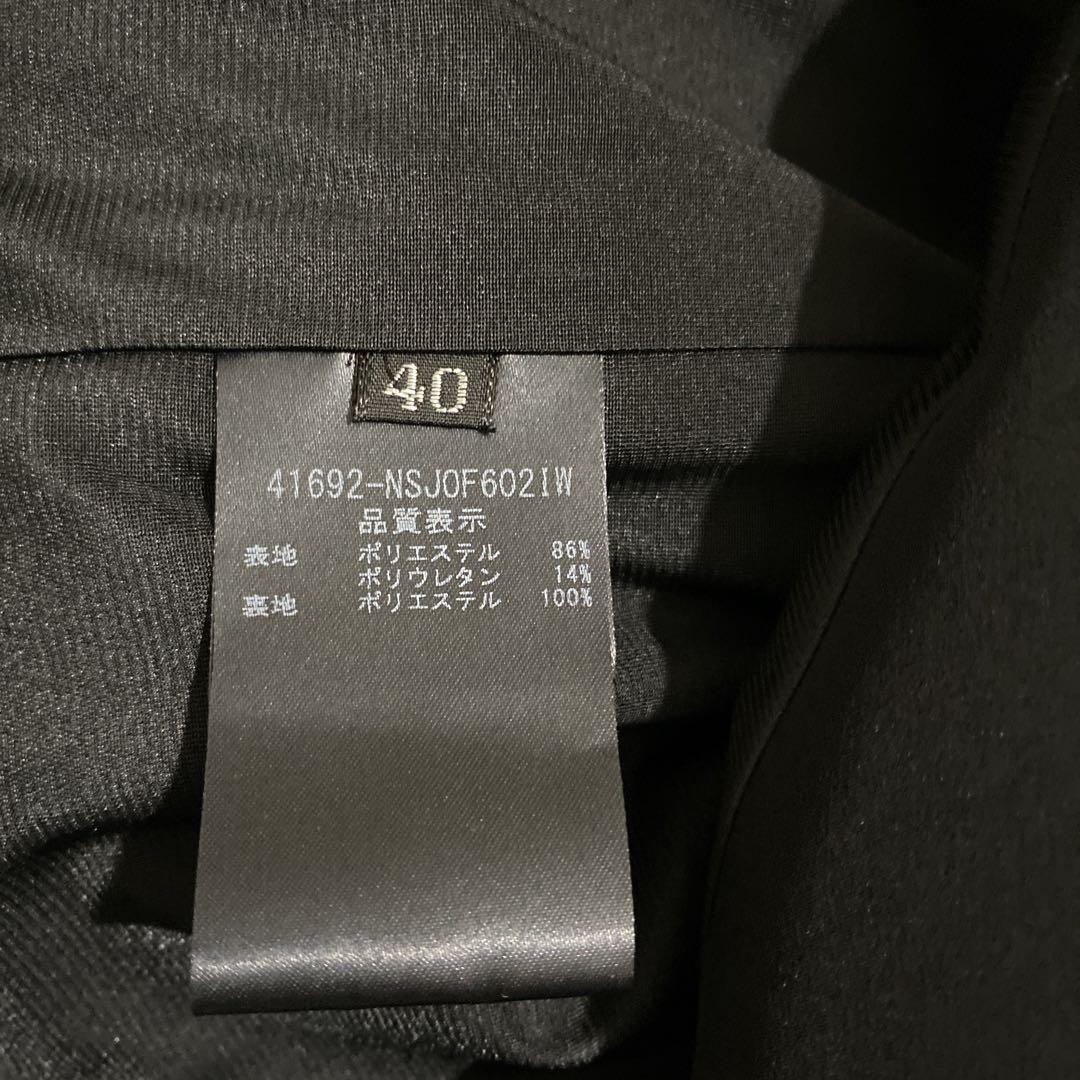 40
41692-NSJOF602IW
品質表示
表地 ポリエステル 86%
ポリウレタン 14%
裏地 ポリエステル 100%